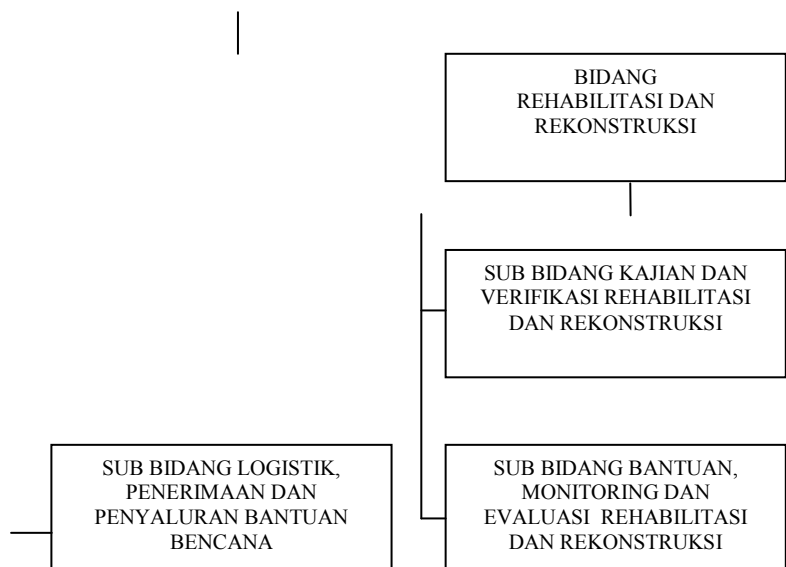 BIDANG
REHABILITASI DAN
REKONSTRUKSI
SUB BIDANG KAJIAN DAN
VERIFIKASI REHABILITASI
DAN REKONSTRUKSI
SUB BIDANG LOGISTIK,
PENERIMAAN DAN
PENYALURAN BANTUAN
BENCANA
SUB BIDANG BANTUAN,
MONITORING DAN
EVALUASI REHABILITASI
DAN REKONSTRUKSI